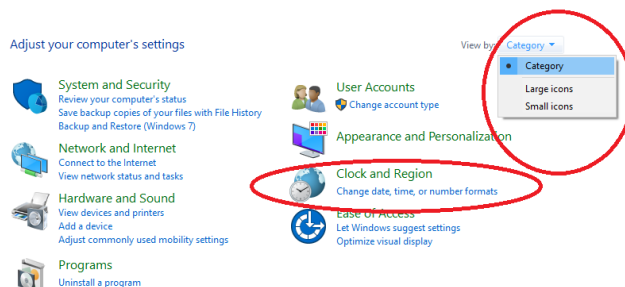 Adjust your computer's settings
View by: Category
Category
Large icons
Small icons
System and Security
Review your computer's status
Save backup copies of your files with File History
Backup and Restore (Windows 7)
Network and Internet
Connect to the Internet
View network status and tasks
Hardware and Sound
View devices and printers
Add a device
Adjust commonly used mobility settings
Programs
Uninstall a program
User Accounts
Change account type
Appearance and Personalization
Clock and Region
Change date, time, or number formats
Ease of Access
Let Windows suggest settings
Optimize visual display